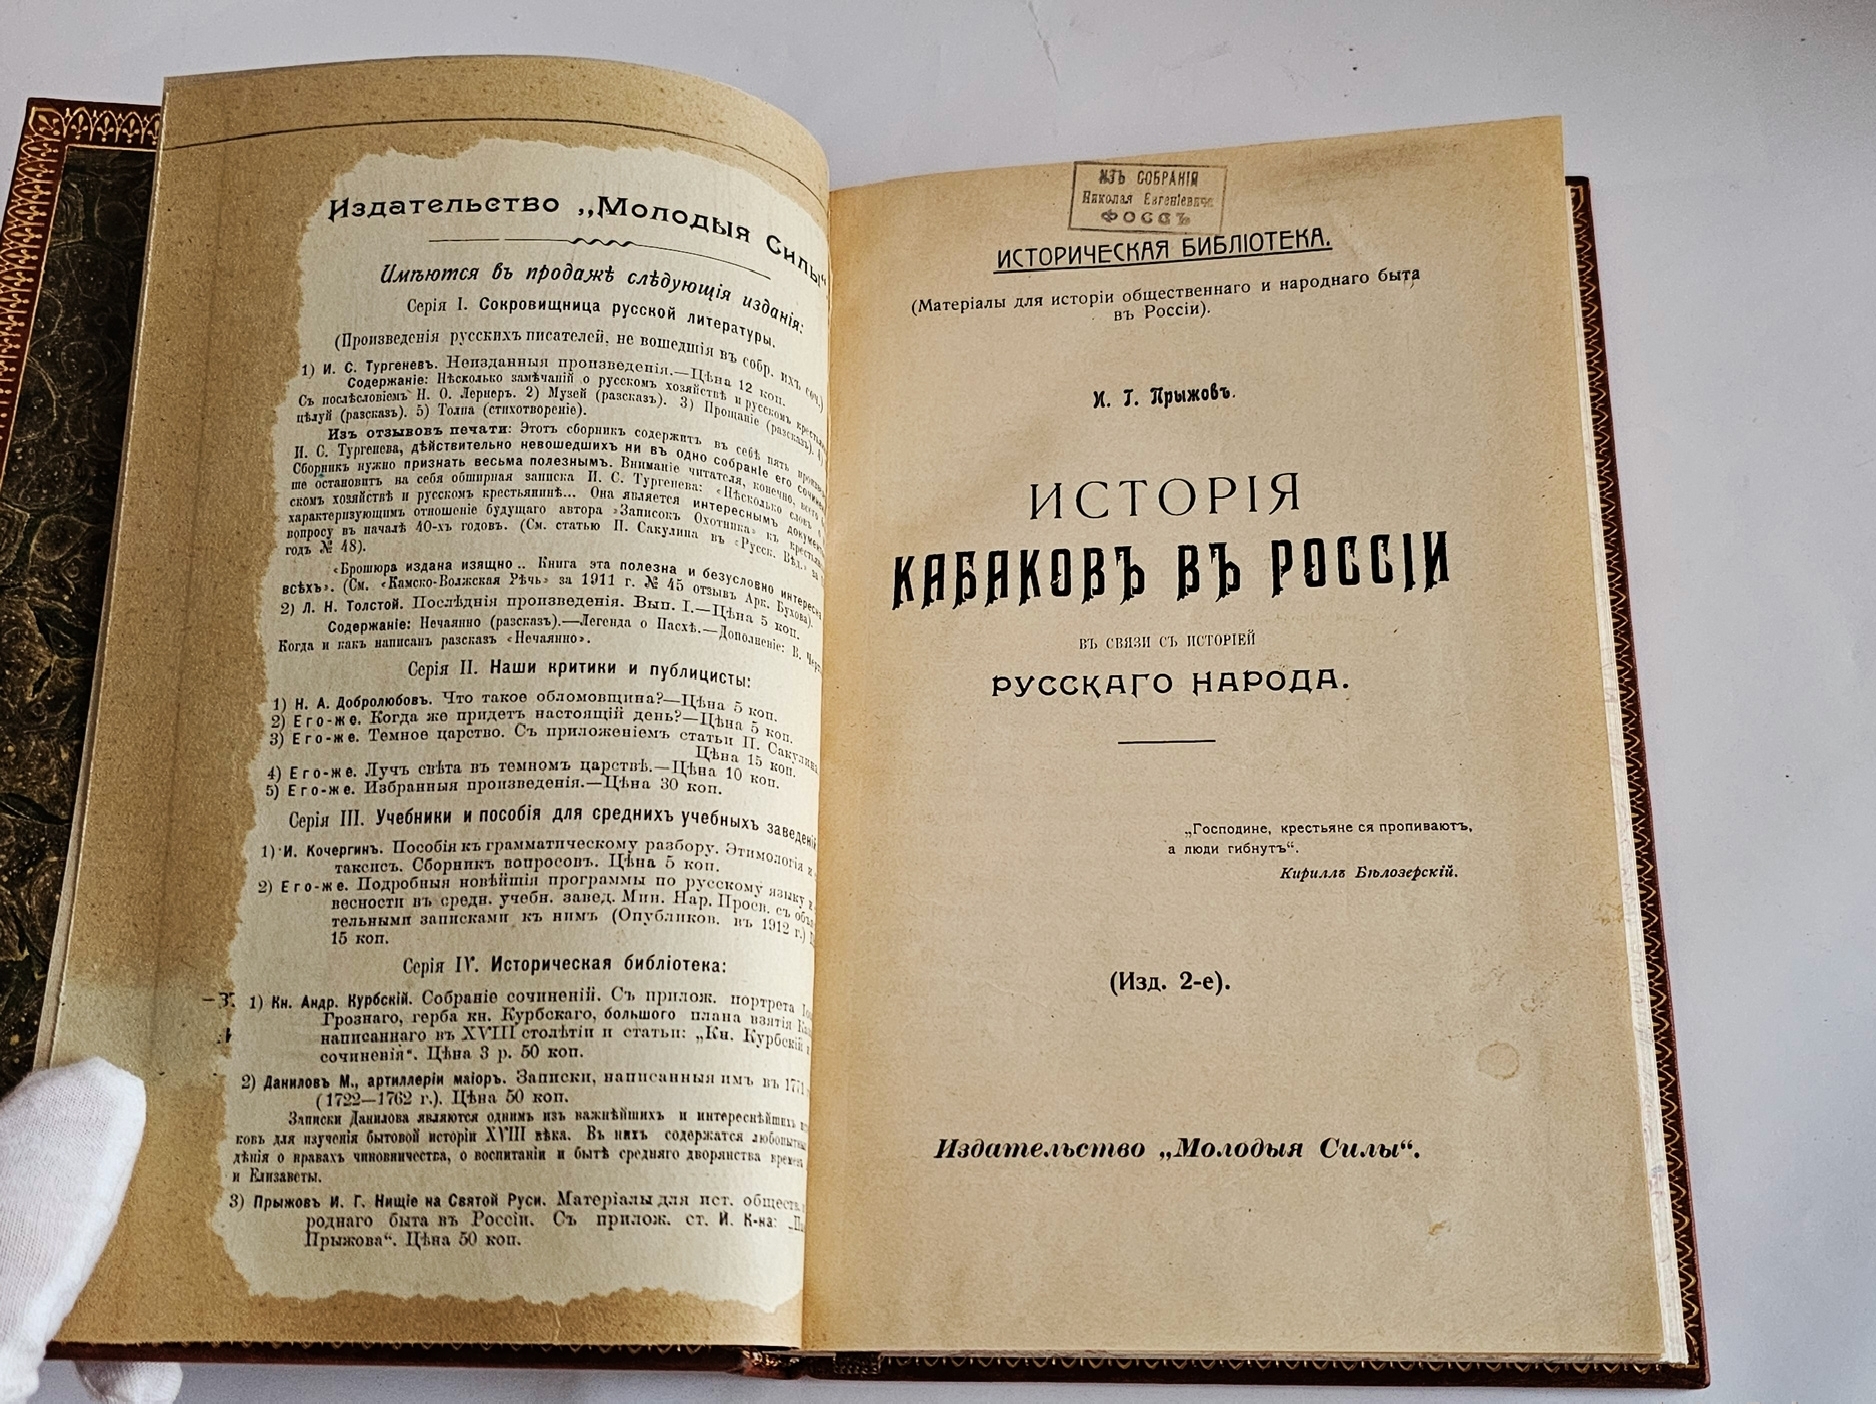 Издательство „Молодыя Силы“
Имѣются въ продажѣ слѣдующія изданія:
Серія I. Сокровищница русской литературы.
(Произведенія русскихъ писателей, не вошедшія въ собр. ихъ соч.)
1) И. С. Тургеневъ. Неизданныя произведенія.—Цѣна 12 коп.
Содержаніе: Нѣсколько замѣчаній о русскомъ хозяйствѣ и русскомъ
Съ послѣсловіемъ Н. О. Лернеръ. 2) Музей (разсказъ). 3) Прощаніе (разсказъ). 4)
цѣлуй (разсказ). 5) Толпа (стихотвореніе).
Изъ отзывовъ печати: Этотъ сборникъ содержитъ въ себѣ пять
И. С. Тургенева, дѣйствительно невошедшихъ ни въ одно собраніе его
Сборникъ нужно признать весьма полезнымъ. Вниманіе читателя, конечно,
ше остановитъ на себя обширная записка И. С. Тургенева: «Нѣсколько словъ о
скомъ хозяйствѣ и русскомъ крестьянинѣ... Она является интереснымъ
характеризующимъ отношеніе будущаго автора »Записокъ Охотника» къ
вопросу въ началѣ 40-хъ годовъ. (См. статью П. Сакулина въ «Русск. Вѣд.» за
годъ № 48).
«Брошюра издана изящно.. Книга эта полезна и безусловно интересна
всѣхъ». (См. «Камско-Волжская Рѣчь» за 1911 г. № 45 отзывъ Арк. Бухова).
2) Л. Н. Толстой. Послѣднія произведенія. Вып. I.—Цѣна 5 коп.
Содержаніе: Нечаянно (разсказъ).—Легенда о Пасхѣ.—Дополненіе: В.
Когда и какъ написанъ разсказъ «Нечаянно».
Серія II. Наши критики и публицисты:
1) Н. А. Добролюбовъ. Что такое обломовщина?—Цѣна 5 коп.
2) Его-же. Когда же придетъ настоящій день?—Цѣна 5 коп.
3) Его-же. Темное царство. Съ приложеніемъ статьи П. Сакулина
Цѣна 15 коп.
4) Его-же. Лучъ свѣта въ темномъ царствѣ.—Цѣна 10 коп.
5) Его-же. Избранныя произведенія.—Цѣна 30 коп.
Серія III. Учебники и пособія для среднихъ учебныхъ заведеній
1) И. Кочергинъ. Пособія къ грамматическому разбору. Этимологія и
таксисъ. Сборникъ вопросовъ. Цѣна 5 коп.
2) Его-же. Подробныя новѣйшія программы по русскому языку и
весности въ средн. учебн. завед. Мин. Нар. Просв. съ
тельными записками къ нимъ (Опубликов. въ 1912 г.)
15 коп.
Серія IV. Историческая библіотека:
1) Кн. Андр. Курбскій. Собраніе сочиненій. Съ прилож. портрета
Грознаго, герба кн. Курбскаго, большого плана взятія
написаннаго въ XVIII столѣтіи и статьи: „Кн. Курбскій
сочиненія“. Цѣна 3 р. 50 коп.
2) Даниловъ М., артиллеріи маіоръ. Записки, написанныя имъ въ 1771
(1722—1762 г.). Цѣна 50 коп.
Записки Данилова являются однимъ изъ важнѣйшихъ и интереснѣйшихъ
ковъ для изученія бытовой исторіи XVIII вѣка. Въ нихъ содержатся любопытны
дѣнія о нравахъ чиновничества, о воспитаніи и бытѣ средняго дворянства времен
и Елизаветы.
3) Прыжовъ И. Г. Нищіе на Святой Руси. Матеріалы для ист. обществ
роднаго быта въ Россіи. Съ прилож. ст. И. К-на:
Прыжова“. Цѣна 50 коп.
ИЗЪ СОБРАНІЯ
Николая Евгеніевича
ФОССЪ
ИСТОРИЧЕСКАЯ БИБЛІОТЕКА.
(Матеріалы для исторіи общественнаго и народнаго быта
въ Россіи).
И. Г. Прыжовъ.
ИСТОРІЯ
КАБАКОВЪ ВЪ РОССІИ
ВЪ СВЯЗИ СЪ ИСТОРІЕЙ
РУССКАГО НАРОДА.
„Господине, крестьяне ся пропиваютъ,
а люди гибнутъ“.
Кириллъ Бѣлозерскій.
(Изд. 2-е).
Издательство „Молодыя Силы“.